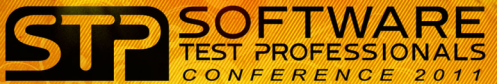 STP
SOFTWARE
TEST PROFESSIONALS
CONFERENCE 2011